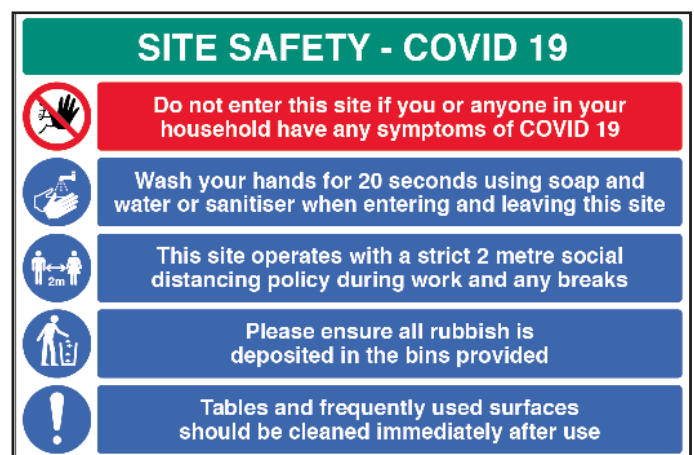 SITE SAFETY - COVID 19
Do not enter this site if you or anyone in your
household have any symptoms of COVID 19
Wash your hands for 20 seconds using soap and
water or sanitiser when entering and leaving this site
This site operates with a strict 2 metre social
distancing policy during work and any breaks
2m
Please ensure all rubbish is
deposited in the bins provided
Tables and frequently used surfaces
should be cleaned immediately after use